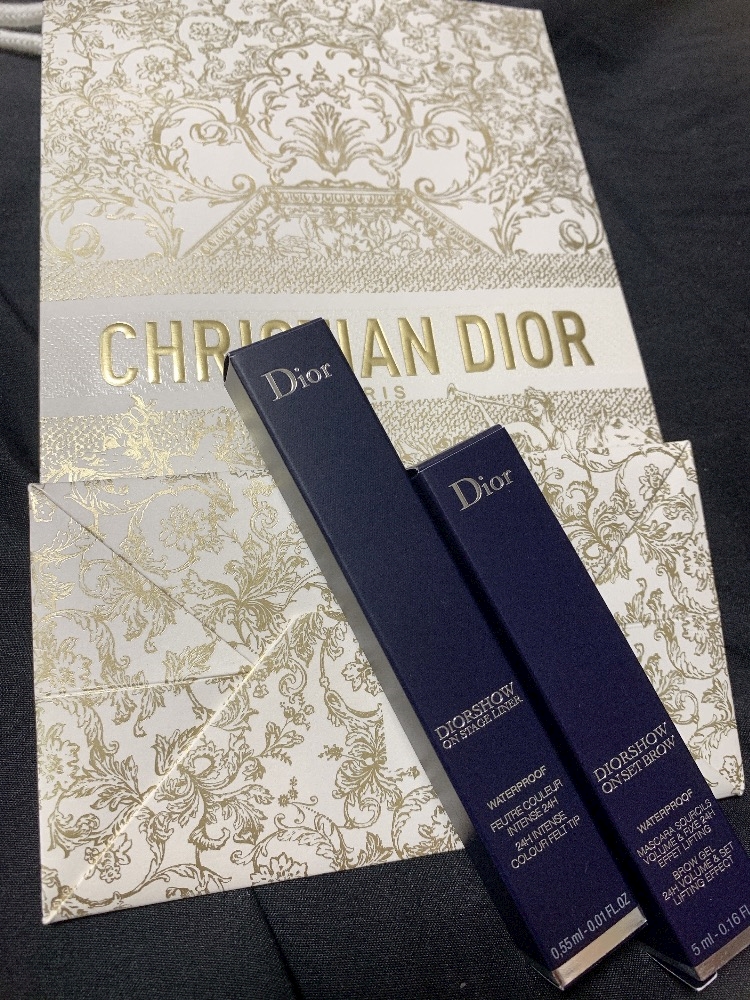 CHRISTIAN DIOR
RIS
Dior
DIORSHOW
ON STAGE LINER
WATERPROOF
FEUTRE COULEUR
INTENSE 24H
24H INTENSE
COLOUR FELT TIP
0,55 ml - 0.01 FL.OZ
Dior
DIORSHOW
ON SET BROW
WATERPROOF
MASCARA SOURCILS
VOLUME & FIXE 24H
EFFET LIFTING
BROW GEL
24H VOLUME & SET
LIFTING EFFECT
5 ml - 0.16 FL